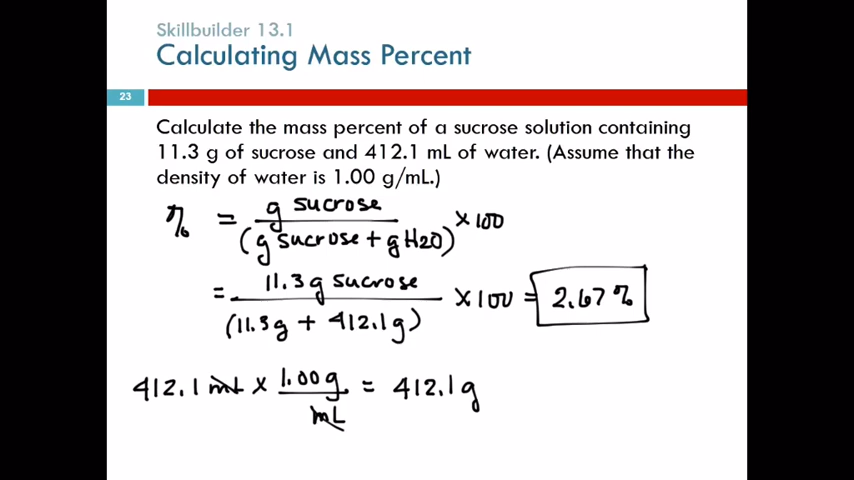 Skillbuilder 13.1
Calculating Mass Percent
23
Calculate the mass percent of a sucrose solution containing
11.3 g of sucrose and 412.1 mL of water. (Assume that the
density of water is 1.00 g/mL.)
% = g sucrose / (g sucrose + g H2O) × 100
= 11.3 g sucrose / (11.3 g + 412.1 g) × 100 = 2.67 %
412.1 mL × 1.00 g / mL = 412.1 g